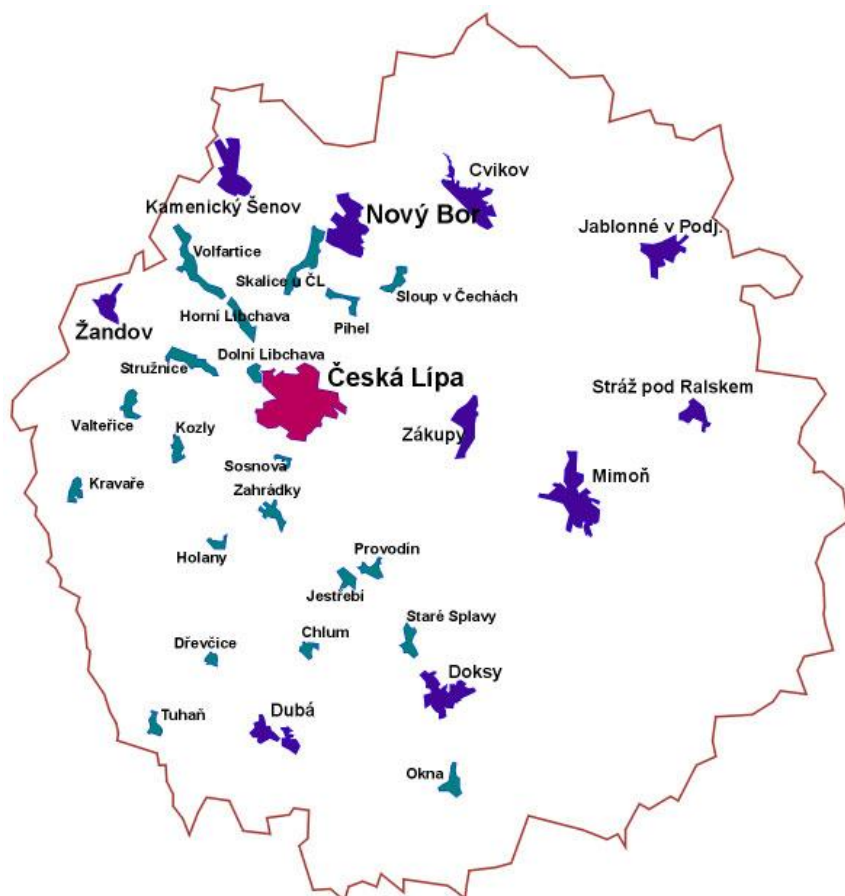 Cvikov
Kamenický Šenov
Nový Bor
Jablonné v Podj.
Volfartice
Skalice u ČL
Sloup v Čechách
Horní Libchava
Pihel
Žandov
Dolní Libchava
Stružnice
Česká Lípa
Stráž pod Ralskem
Valteřice
Kozly
Zákupy
Sosnová
Mimoň
Kravaře
Zahrádky
Holany
Provodín
Jestřebí
Staré Splavy
Chlum
Dřevčice
Doksy
Tuhaň
Dubá
Okna